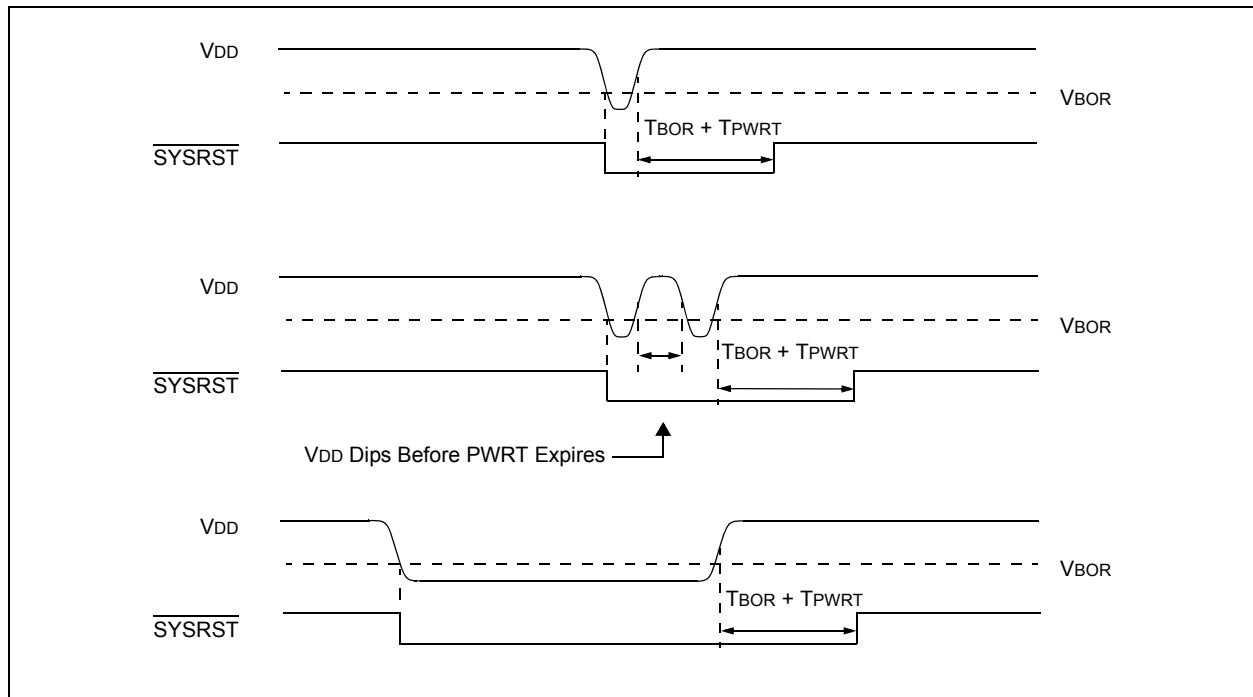 VDD
VBOR
TBOR + TPWRT
SYSRST
VDD
VBOR
TBOR + TPWRT
SYSRST
VDD Dips Before PWRT Expires
VDD
VBOR
TBOR + TPWRT
SYSRST